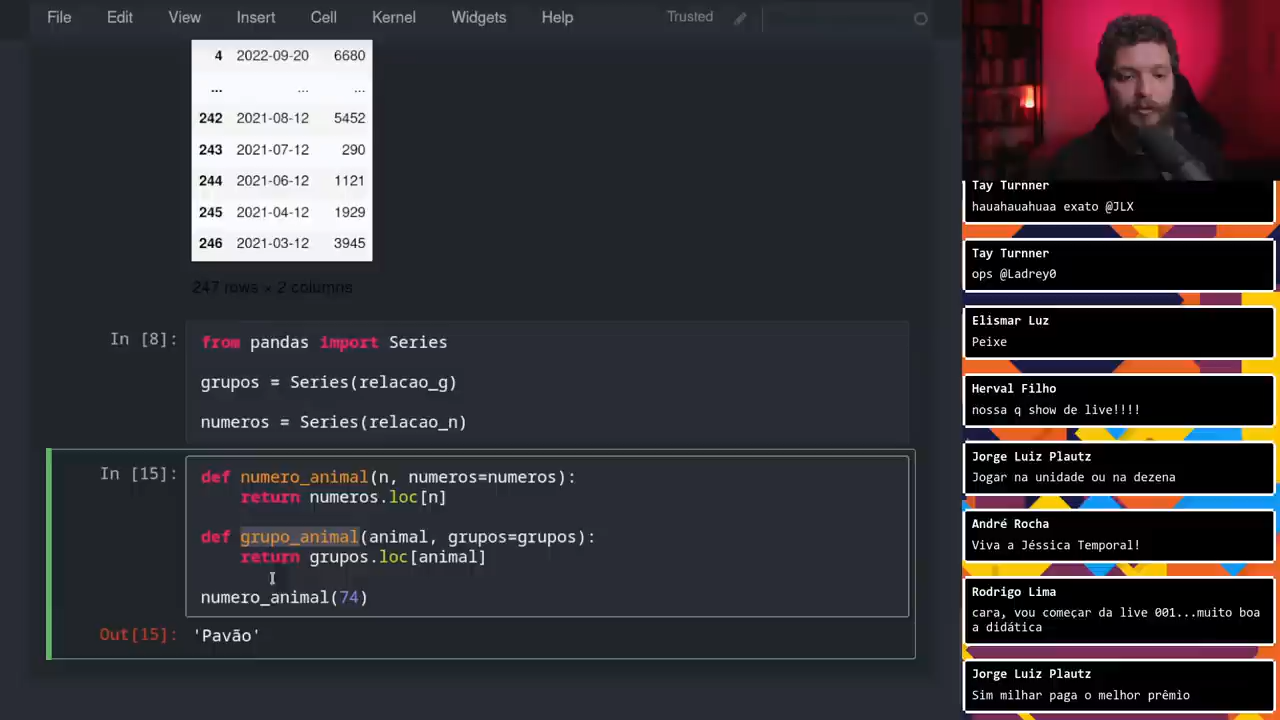 File Edit View Insert Cell Kernel Widgets Help Trusted
4 2022-09-20 6680
... ... ...
242 2021-08-12 5452
243 2021-07-12 290
244 2021-06-12 1121
245 2021-04-12 1929
246 2021-03-12 3945
247 rows × 2 columns
In [8]:
from pandas import Series
grupos = Series(relacao_g)
numeros = Series(relacao_n)
In [15]:
def numero_animal(n, numeros=numeros):
return numeros.loc[n]
def grupo_animal(animal, grupos=grupos):
return grupos.loc[animal]
numero_animal(74)
Out[15]: 'Pavão'
Tay Turnner
hauahauahuaa exato @JLX
Tay Turnner
ops @Ladrey0
Elismar Luz
Peixe
Herval Filho
nossa q show de live!!!!
Jorge Luiz Plautz
Jogar na unidade ou na dezena
André Rocha
Viva a Jéssica Temporal!
Rodrigo Lima
cara, vou começar da live 001...muito boa
a didática
Jorge Luiz Plautz
Sim milhar paga o melhor prêmio